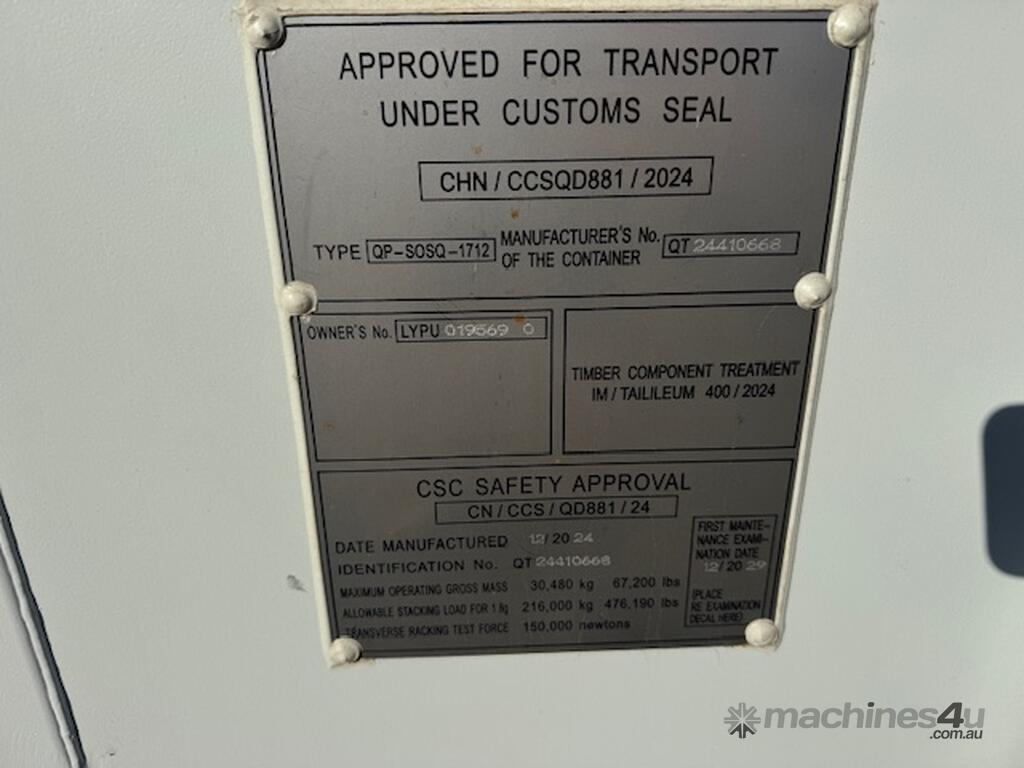 APPROVED FOR TRANSPORT
UNDER CUSTOMS SEAL
CHN / CCSQD881 / 2024
TYPE QP-SOSQ-1712 MANUFACTURER'S No. OF THE CONTAINER QT 24410668
OWNER'S No. LYPU 019569 0
TIMBER COMPONENT TREATMENT
IM / TAILILEUM 400 / 2024
CSC SAFETY APPROVAL
CN / CCS / QD881 / 24
DATE MANUFACTURED 12/ 20 24
IDENTIFICATION No. QT 24410668
MAXIMUM OPERATING GROSS MASS 30,480 kg 67,200 lbs
ALLOWABLE STACKING LOAD FOR 1.8g 216,000 kg 476,190 lbs
TRANSVERSE RACKING TEST FORCE 150,000 newtons
FIRST MAINTE-
NANCE EXAMI-
NATION DATE
12/ 20 29
(PLACE
RE EXAMINATION
DECAL HERE)
machines4u
.com.au